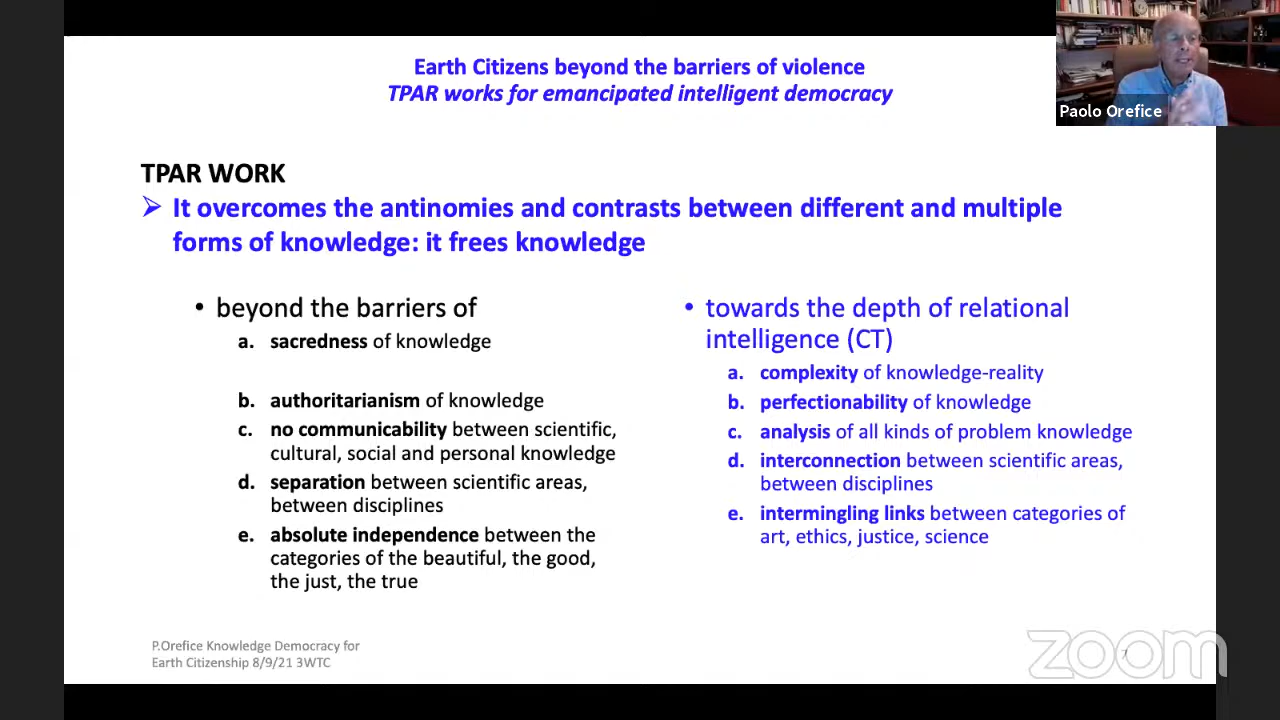 Earth Citizens beyond the barriers of violence
TPAR works for emancipated intelligent democracy
Paolo Orefice
TPAR WORK
➢ It overcomes the antinomies and contrasts between different and multiple
forms of knowledge: it frees knowledge
• beyond the barriers of
a. sacredness of knowledge
b. authoritarianism of knowledge
c. no communicability between scientific,
cultural, social and personal knowledge
d. separation between scientific areas,
between disciplines
e. absolute independence between the
categories of the beautiful, the good,
the just, the true
• towards the depth of relational
intelligence (CT)
a. complexity of knowledge-reality
b. perfectionability of knowledge
c. analysis of all kinds of problem knowledge
d. interconnection between scientific areas,
between disciplines
e. intermingling links between categories of
art, ethics, justice, science
P.Orefice Knowledge Democracy for
Earth Citizenship 8/9/21 3WTC
7
zoom